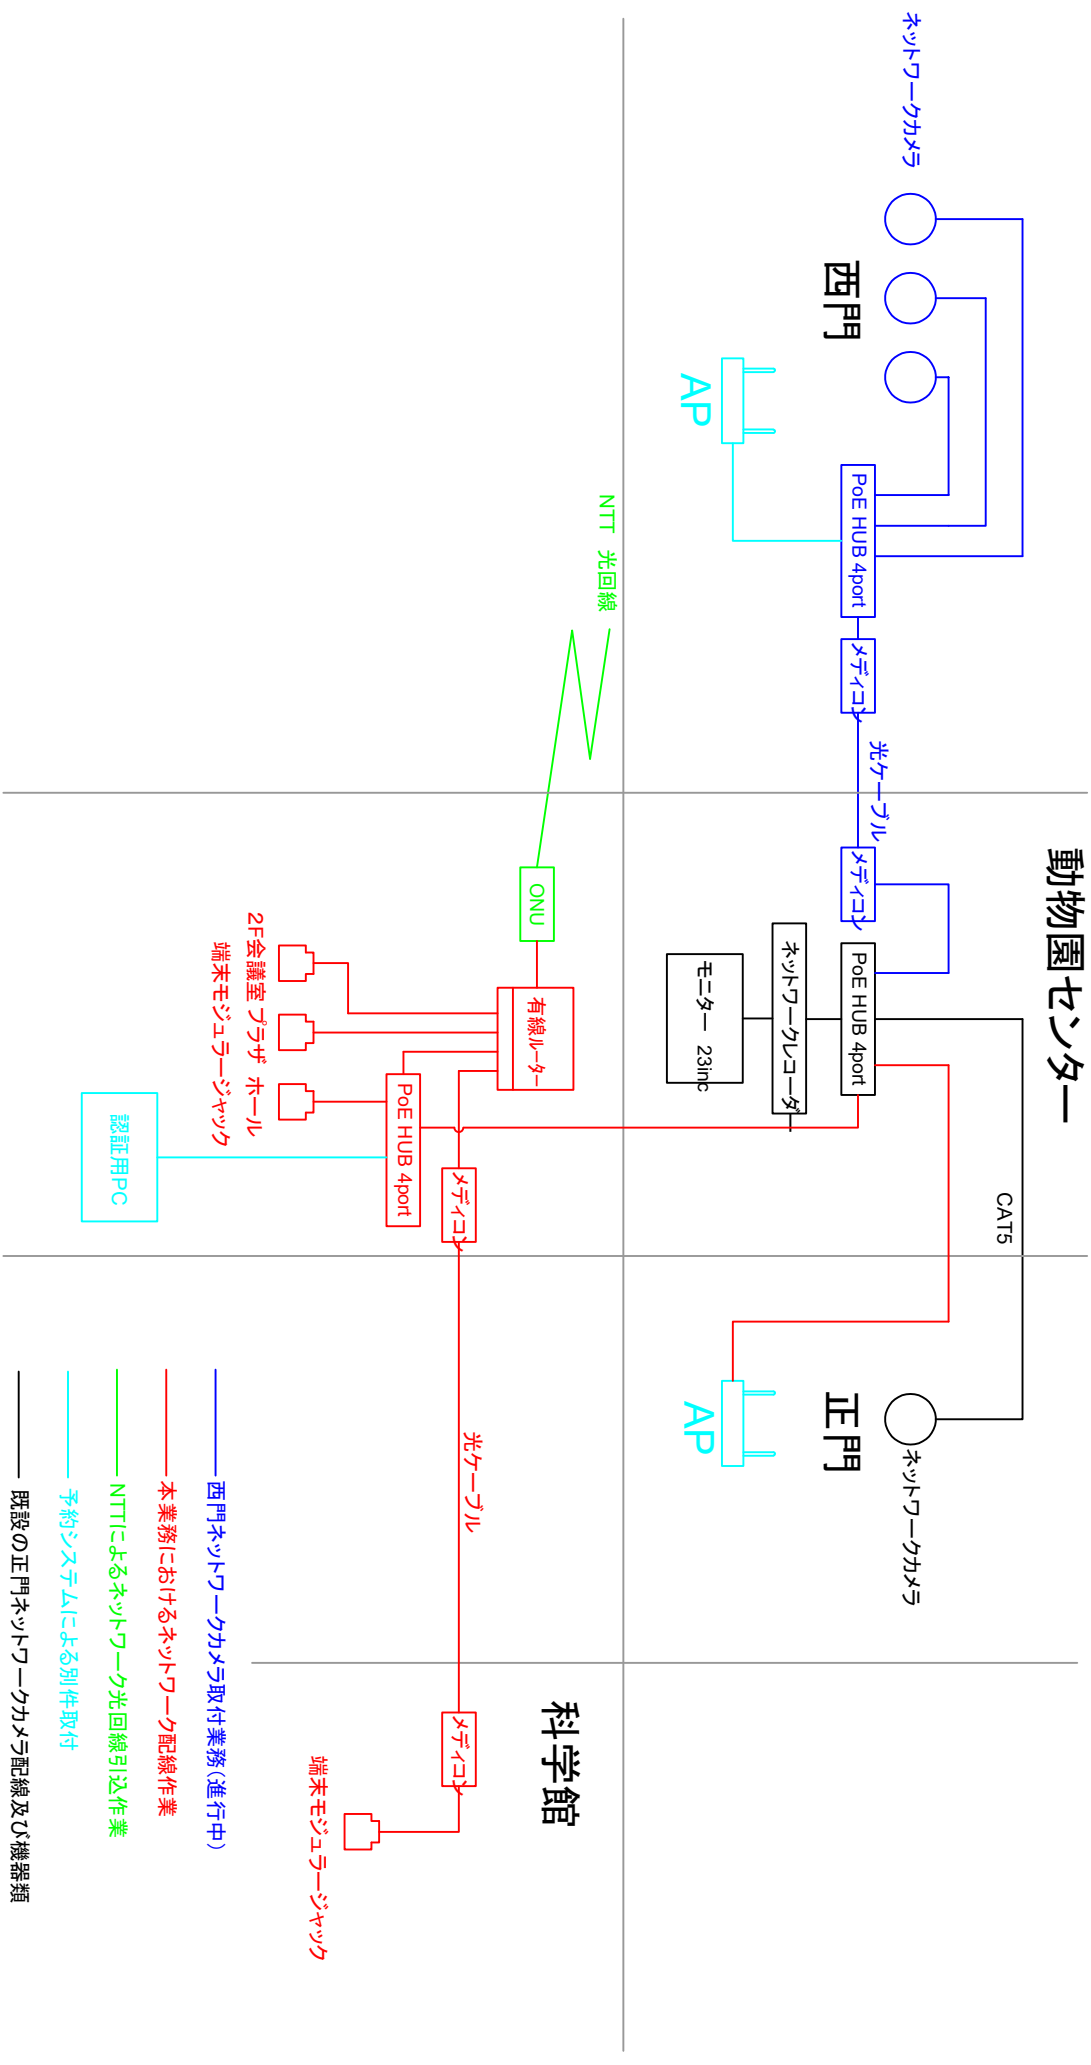 動物園センター
ネットワークカメラ
西門
AP
PoE HUB 4port
メディコン
光ケーブル
メディコン
PoE HUB 4port
ネットワークレコーダ
モニター 23inc
CAT5
正門
ネットワークカメラ
AP
NTT 光回線
ONU
有線ルーター
PoE HUB 4port
メディコン
2F会議室 プラザ ホール
端末モジュラージャック
認証用PC
光ケーブル
科学館
メディコン
端末モジュラージャック
西門ネットワークカメラ取付業務(進行中)
本業務におけるネットワーク配線作業
NTTによるネットワーク光回線引込作業
予約システムによる別件取付
既設の正門ネットワークカメラ配線及び機器類